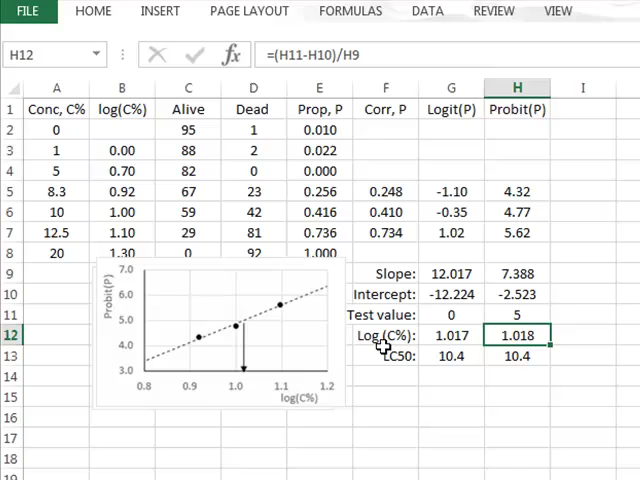 FILE HOME INSERT PAGE LAYOUT FORMULAS DATA REVIEW VIEW
H12 fx =(H11-H10)/H9
A B C D E F G H I
1 Conc, C% log(C%) Alive Dead Prop, P Corr, P Logit(P) Probit(P)
2 0 95 1 0.010
3 1 0.00 88 2 0.022
4 5 0.70 82 0 0.000
5 8.3 0.92 67 23 0.256 0.248 -1.10 4.32
6 10 1.00 59 42 0.416 0.410 -0.35 4.77
7 12.5 1.10 29 81 0.736 0.734 1.02 5.62
8 20 1.30 0 92 1.000
9 Slope: 12.017 7.388
10 Intercept: -12.224 -2.523
11 Test value: 0 5
12 Log (C%): 1.017 1.018
13 LC50: 10.4 10.4
14
15
16
17
18
19
Probit(P)
7.0
6.0
5.0
4.0
3.0
0.8 0.9 1.0 1.1 1.2
log(C%)